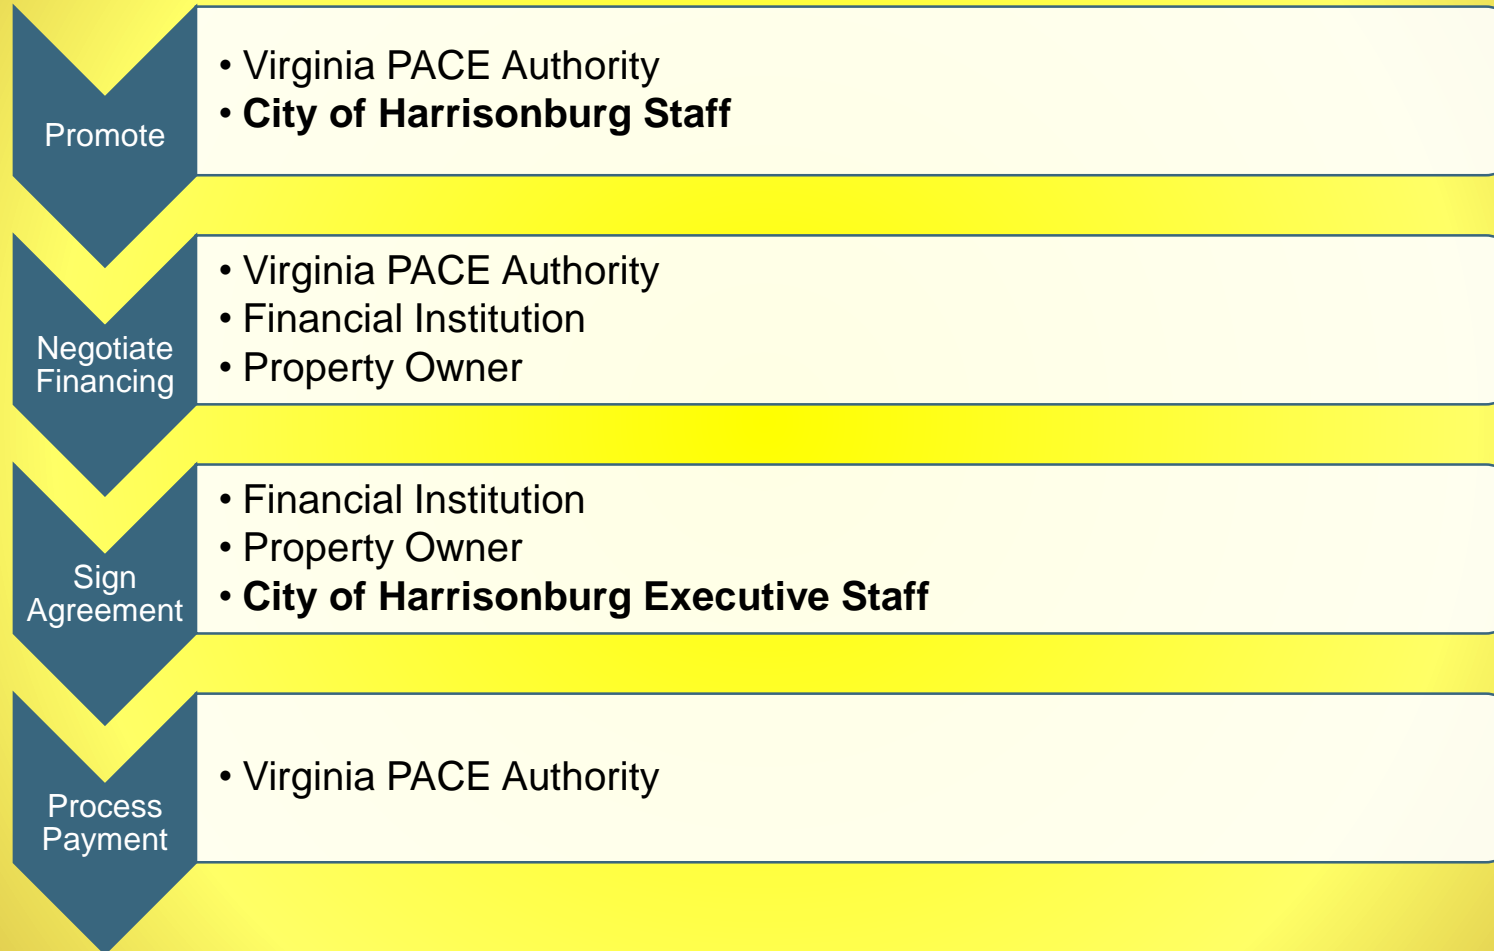 Promote
• Virginia PACE Authority
• City of Harrisonburg Staff
Negotiate
Financing
• Virginia PACE Authority
• Financial Institution
• Property Owner
Sign
Agreement
• Financial Institution
• Property Owner
• City of Harrisonburg Executive Staff
Process
Payment
• Virginia PACE Authority